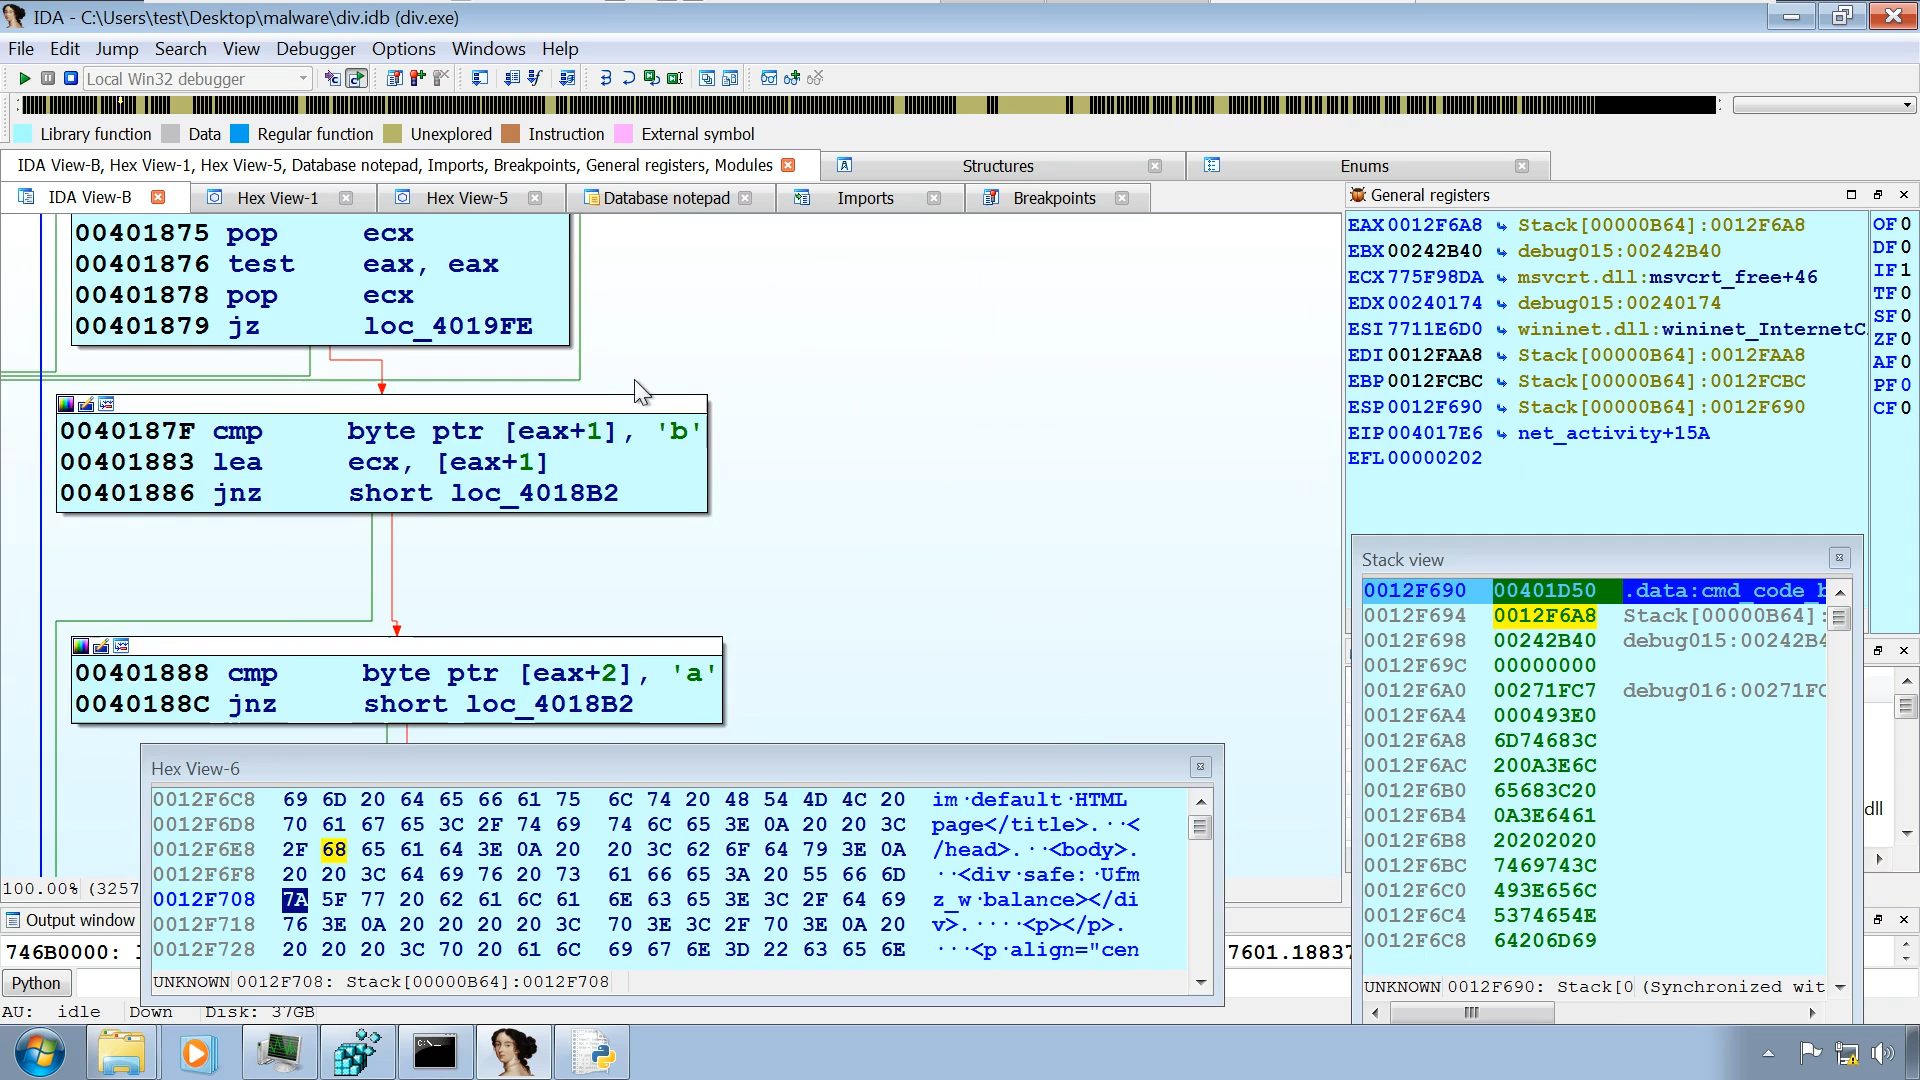 IDA - C:\Users\test\Desktop\malware\div.idb (div.exe)
File Edit Jump Search View Debugger Options Windows Help
Local Win32 debugger
Library function Data Regular function Unexplored Instruction External symbol
IDA View-B, Hex View-1, Hex View-5, Database notepad, Imports, Breakpoints, General registers, Modules Structures Enums
IDA View-B Hex View-1 Hex View-5 Database notepad Imports Breakpoints
00401875 pop ecx
00401876 test eax, eax
00401878 pop ecx
00401879 jz loc_4019FE
0040187F cmp byte ptr [eax+1], 'b'
00401883 lea ecx, [eax+1]
00401886 jnz short loc_4018B2
00401888 cmp byte ptr [eax+2], 'a'
0040188C jnz short loc_4018B2
100.00% (3257
General registers
EAX 0012F6A8 Stack[00000B64]:0012F6A8
EBX 00242B40 debug015:00242B40
ECX 775F98DA msvcrt.dll:msvcrt_free+46
EDX 00240174 debug015:00240174
ESI 7711E6D0 wininet.dll:wininet_InternetC
EDI 0012FAA8 Stack[00000B64]:0012FAA8
EBP 0012FCBC Stack[00000B64]:0012FCBC
ESP 0012F690 Stack[00000B64]:0012F690
EIP 004017E6 net_activity+15A
EFL 00000202
OF 0
DF 0
IF 1
TF 0
SF 0
ZF 0
AF 0
PF 0
CF 0
Stack view
0012F690 00401D50 .data:cmd_code_b
0012F694 0012F6A8 Stack[00000B64]:
0012F698 00242B40 debug015:00242B4
0012F69C 00000000
0012F6A0 00271FC7 debug016:00271FC
0012F6A4 000493E0
0012F6A8 6D74683C
0012F6AC 200A3E6C
0012F6B0 65683C20
0012F6B4 0A3E6461
0012F6B8 20202020
0012F6BC 7469743C
0012F6C0 493E656C
0012F6C4 5374654E
0012F6C8 64206D69
UNKNOWN 0012F690: Stack[0 (Synchronized wit
dll
Hex View-6
0012F6C8 69 6D 20 64 65 66 61 75 6C 74 20 48 54 4D 4C 20 im·default·HTML
0012F6D8 70 61 67 65 3C 2F 74 69 74 6C 65 3E 0A 20 20 3C page</title>.··<
0012F6E8 2F 68 65 61 64 3E 0A 20 20 3C 62 6F 64 79 3E 0A /head>.··<body>.
0012F6F8 20 20 3C 64 69 76 20 73 61 66 65 3A 20 55 66 6D ··<div·safe:·Ufm
0012F708 7A 5F 77 20 62 61 6C 61 6E 63 65 3E 3C 2F 64 69 z_w·balance></di
0012F718 76 3E 0A 20 20 20 20 3C 70 3E 3C 2F 70 3E 0A 20 v>.····<p></p>.
0012F728 20 20 20 3C 70 20 61 6C 69 67 6E 3D 22 63 65 6E ···<p·align="cen
UNKNOWN 0012F708: Stack[00000B64]:0012F708
Output window
746B0000:
7601.18837
Python
AU: idle Down Disk: 37GB